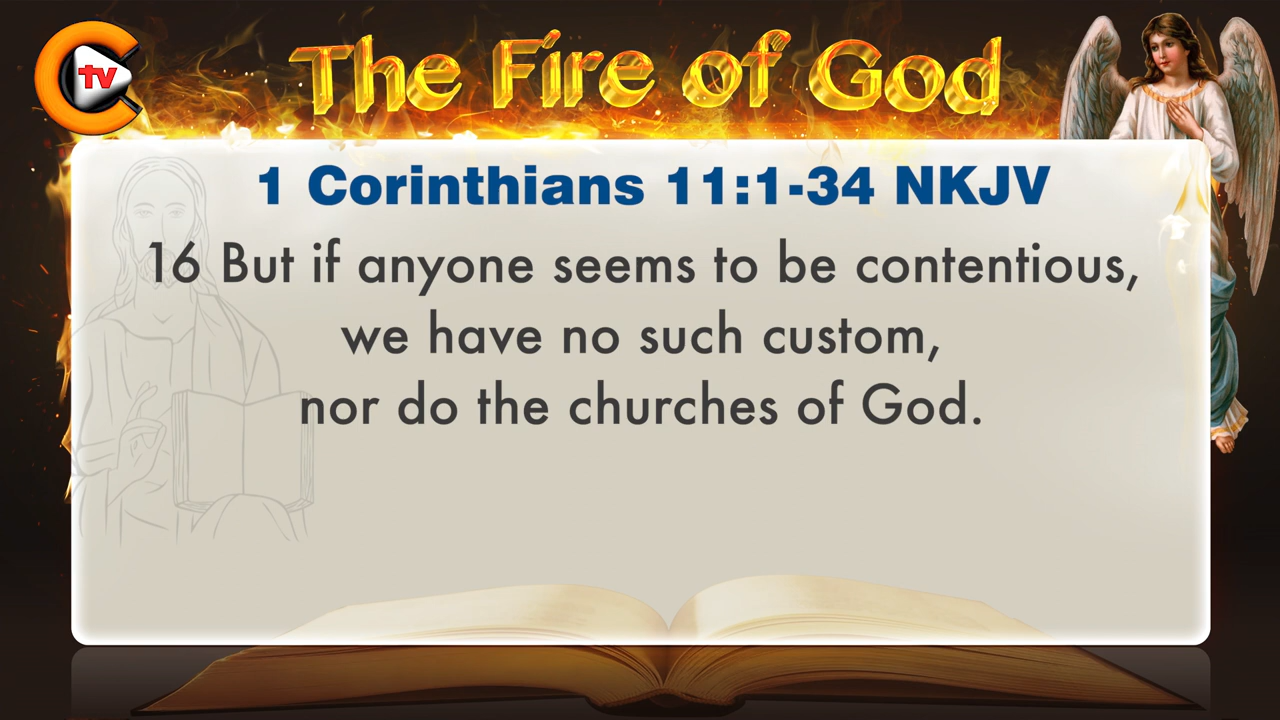 C tv
The Fire of God
1 Corinthians 11:1-34 NKJV
16 But if anyone seems to be contentious,
we have no such custom,
nor do the churches of God.